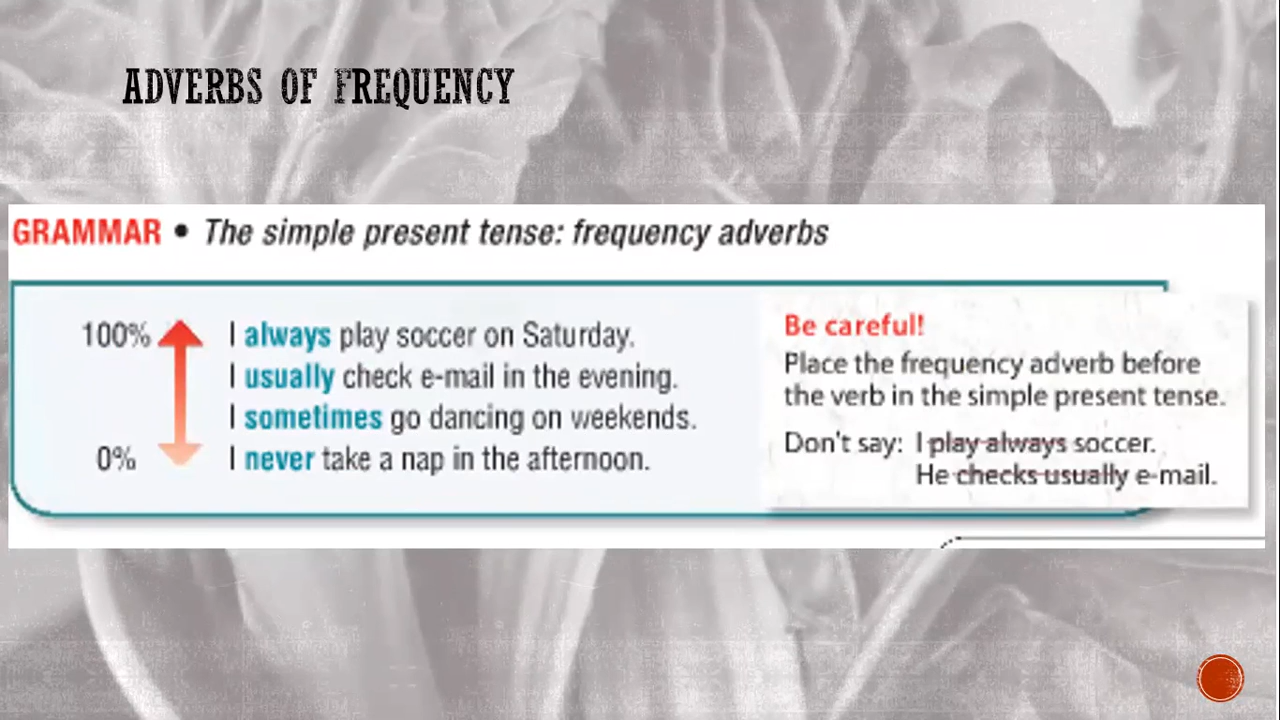 ADVERBS OF FREQUENCY
GRAMMAR • The simple present tense: frequency adverbs
100%
0%
I always play soccer on Saturday.
I usually check e-mail in the evening.
I sometimes go dancing on weekends.
I never take a nap in the afternoon.
Be careful!
Place the frequency adverb before
the verb in the simple present tense.
Don't say: I play always soccer.
He checks usually e-mail.